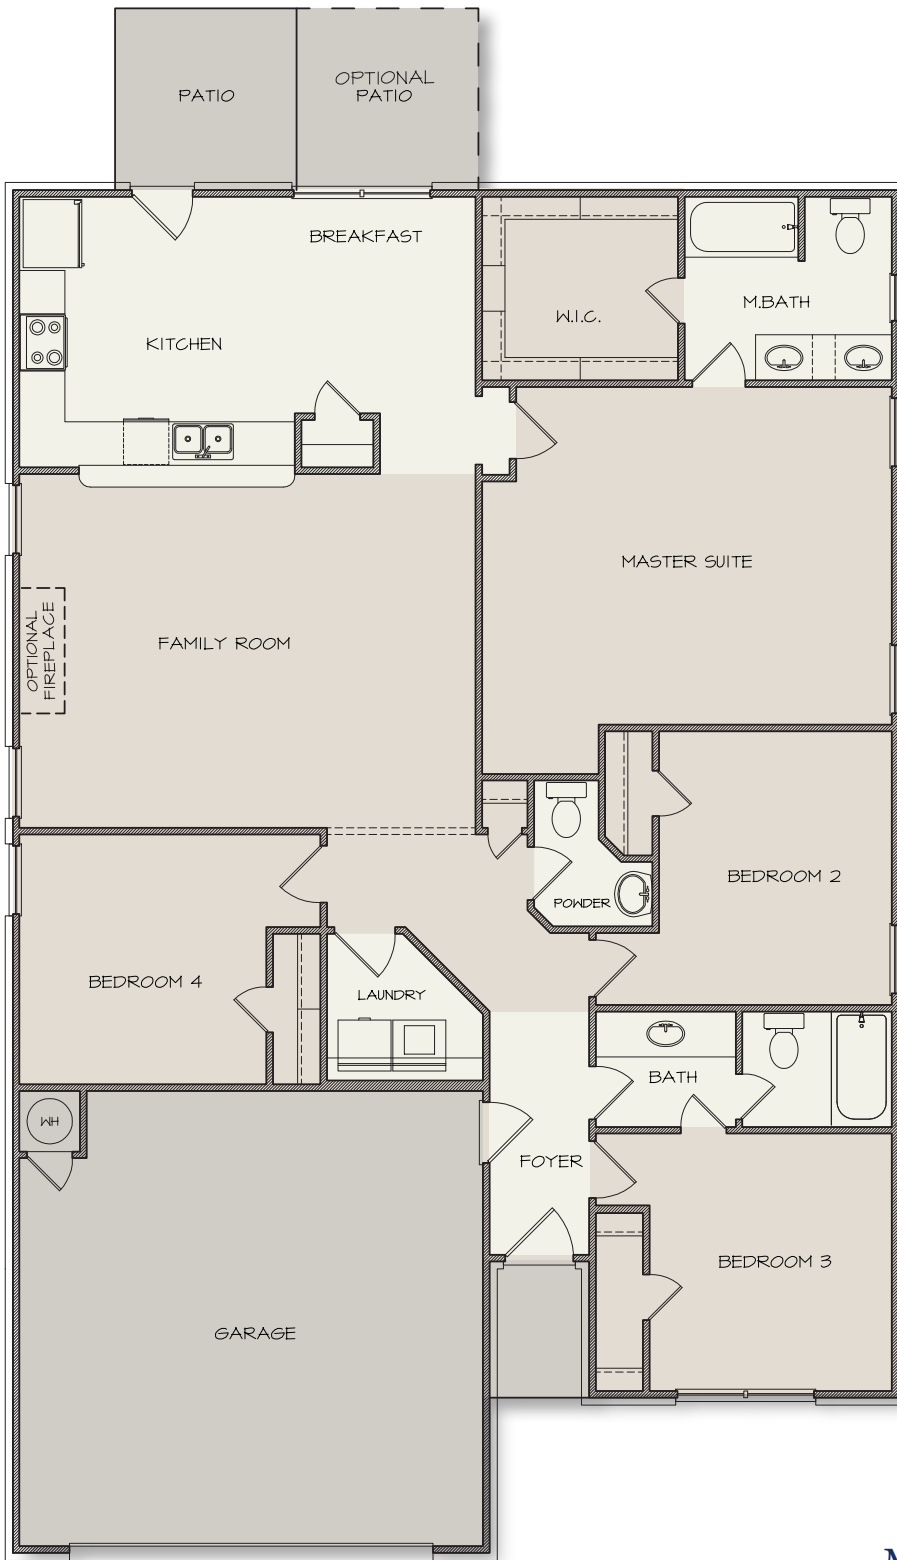 PATIO
OPTIONAL
PATIO
BREAKFAST
KITCHEN
W.I.C.
M.BATH
MASTER SUITE
OPTIONAL
FIREPLACE
FAMILY ROOM
BEDROOM 2
POWDER
BEDROOM 4
LAUNDRY
BATH
WH
FOYER
BEDROOM 3
GARAGE